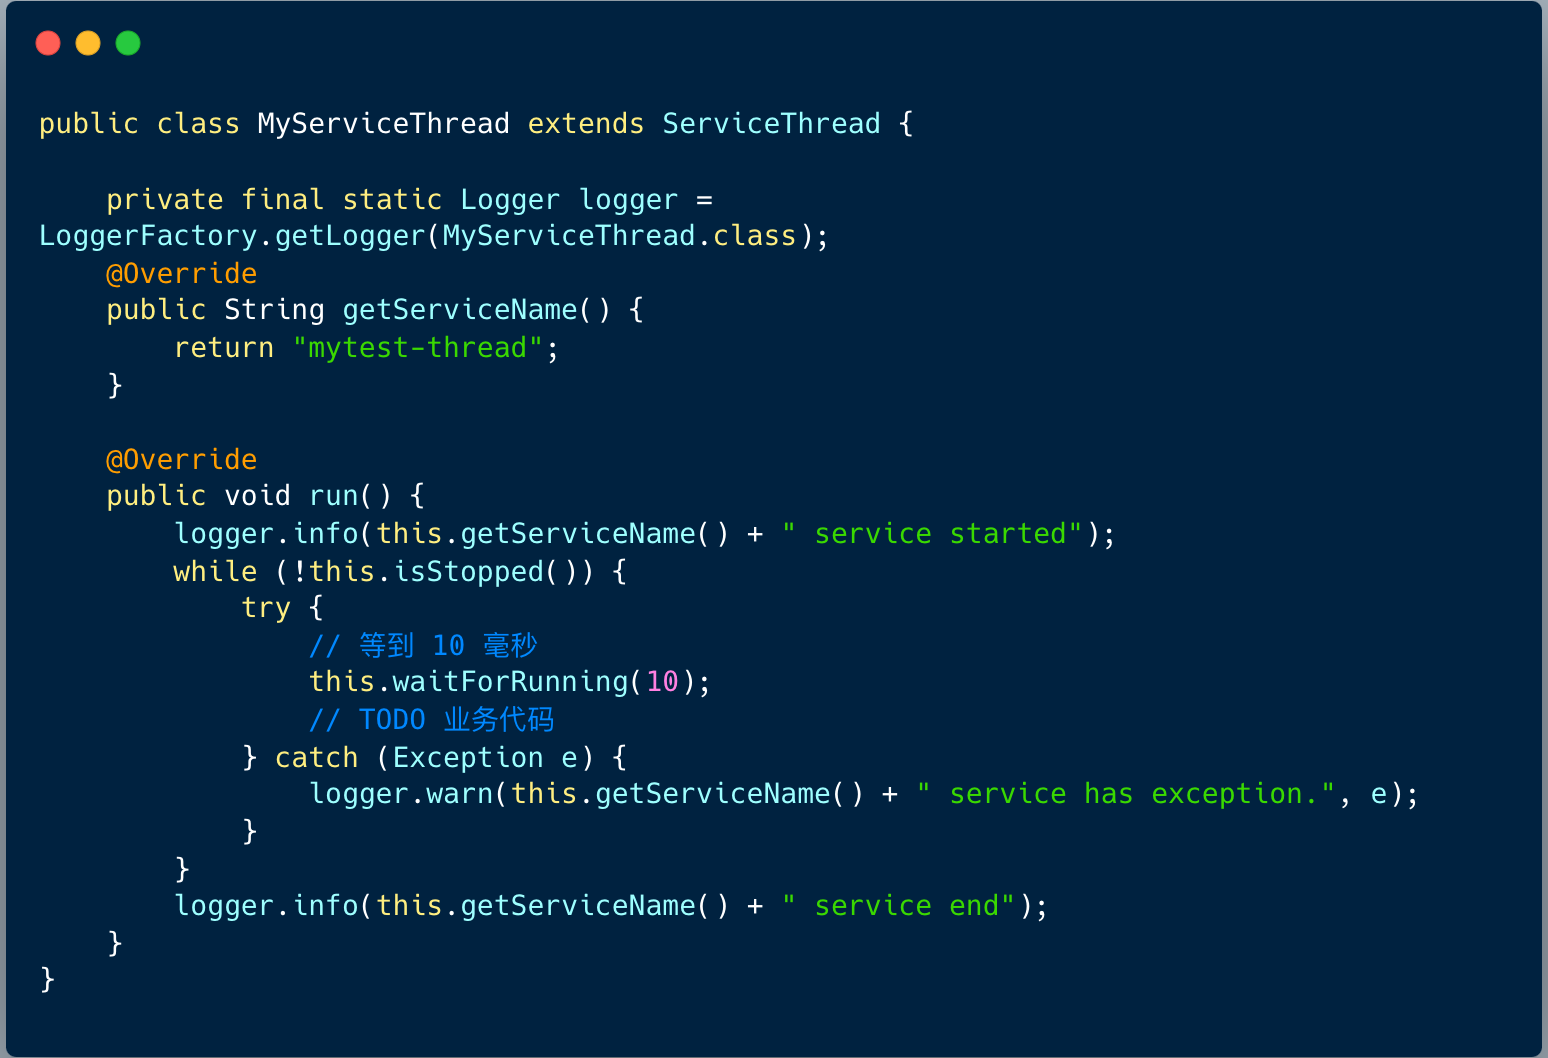 public class MyServiceThread extends ServiceThread {

    private final static Logger logger =
LoggerFactory.getLogger(MyServiceThread.class);
    @Override
    public String getServiceName() {
        return "mytest-thread";
    }

    @Override
    public void run() {
        logger.info(this.getServiceName() + " service started");
        while (!this.isStopped()) {
            try {
                // 等到 10 毫秒
                this.waitForRunning(10);
                // TODO 业务代码
            } catch (Exception e) {
                logger.warn(this.getServiceName() + " service has exception.", e);
            }
        }
        logger.info(this.getServiceName() + " service end");
    }
}